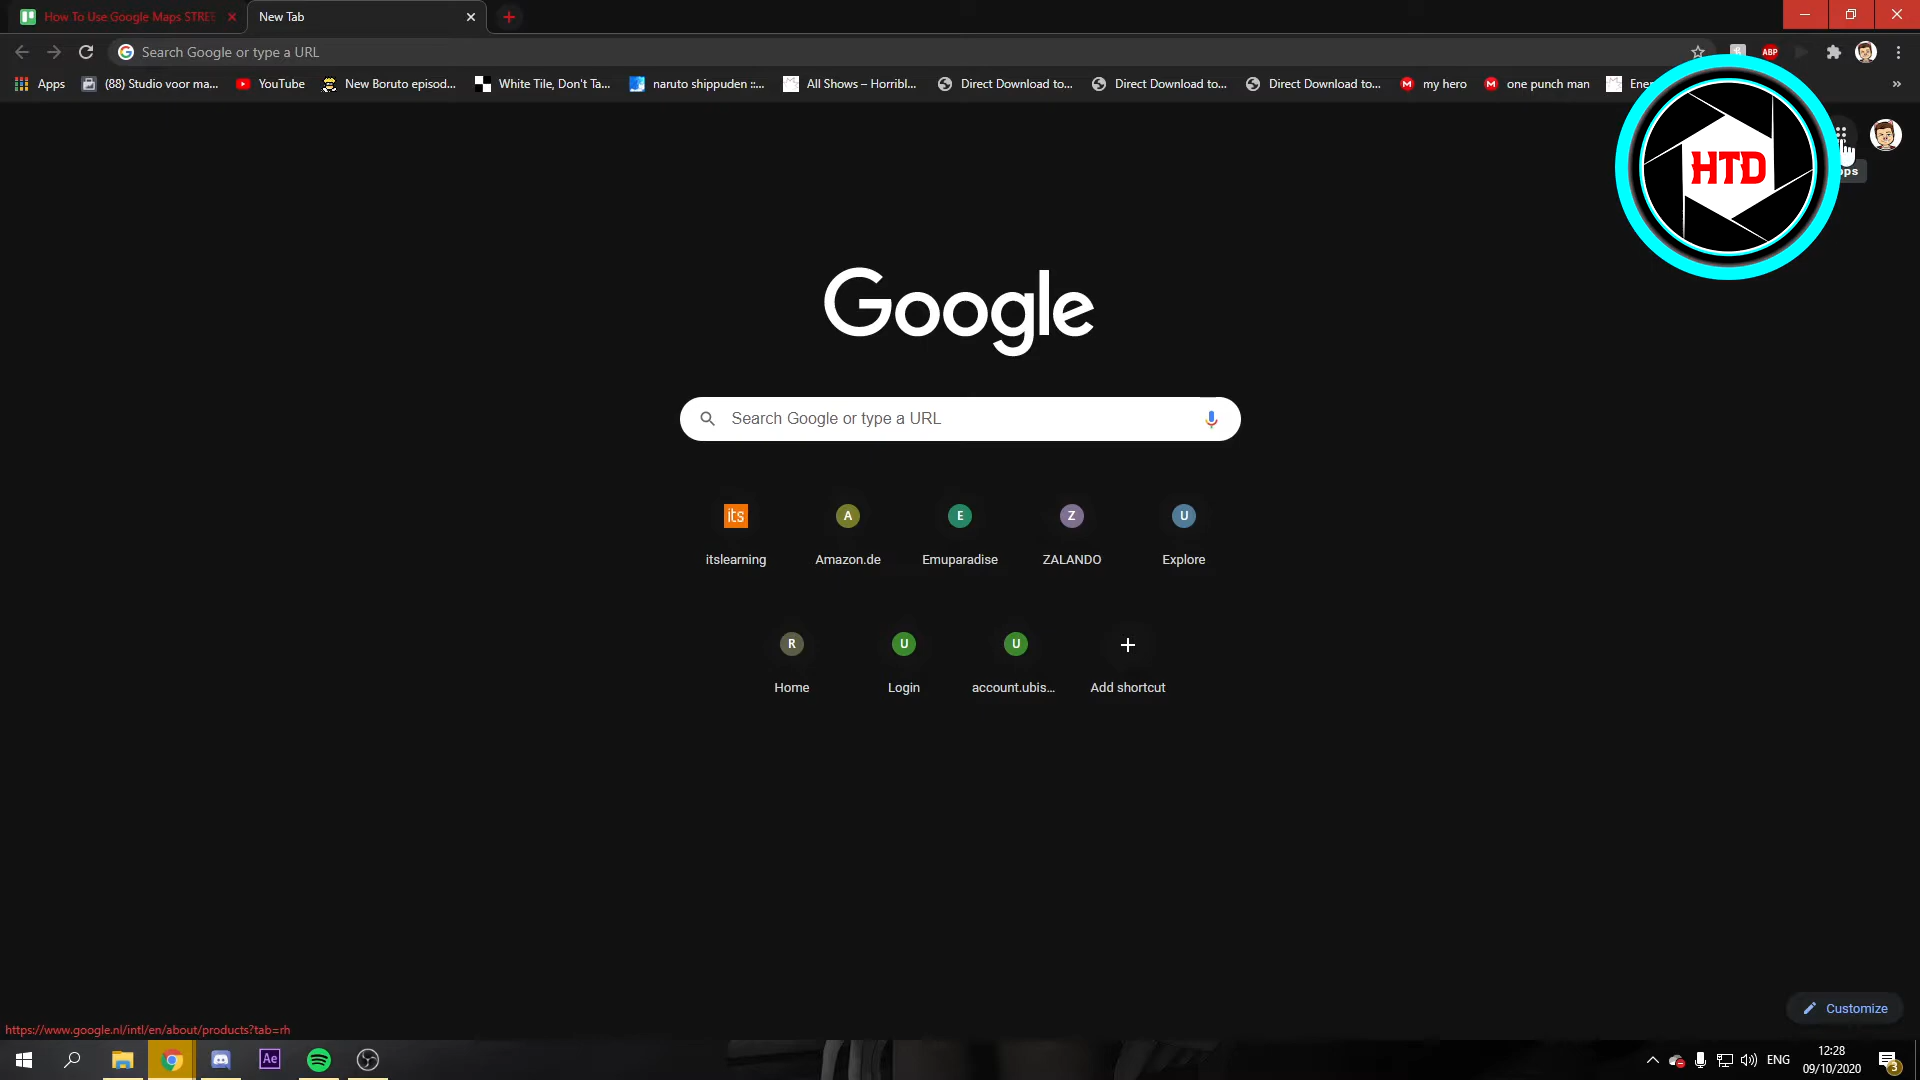 How To Use Google Maps STREE
New Tab
Search Google or type a URL
ABP
Apps
(88) Studio voor ma...
YouTube
New Boruto episod...
White Tile, Don't Ta...
naruto shippuden ::...
All Shows – Horribl...
Direct Download to...
Direct Download to...
Direct Download to...
my hero
one punch man
HTD
Google
Search Google or type a URL
its
A
E
Z
U
itslearning
Amazon.de
Emuparadise
ZALANDO
Explore
R
U
U
Home
Login
account.ubis...
Add shortcut
Customize
https://www.google.nl/intl/en/about/products?tab=rh
Ae
ENG
12:28
09/10/2020
3